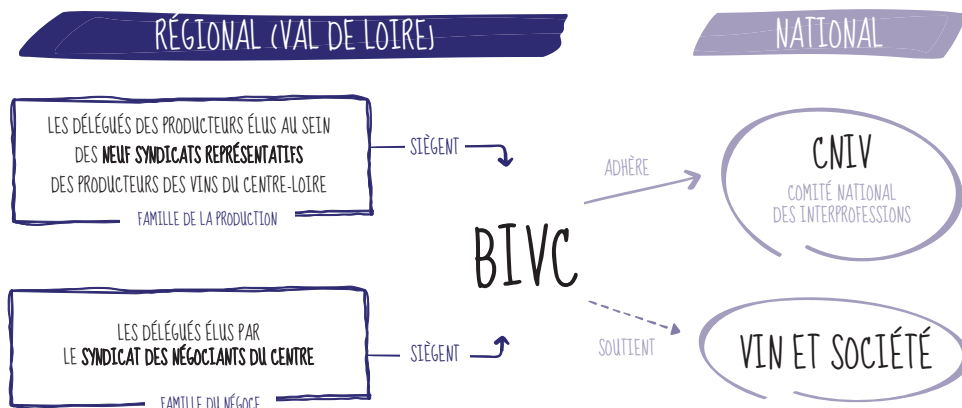 RÉGIONAL (VAL DE LOIRE)
NATIONAL
LES DÉLÉGUÉS DES PRODUCTEURS ÉLUS AU SEIN
DES NEUF SYNDICATS REPRÉSENTATIFS
DES PRODUCTEURS DES VINS DU CENTRE-LOIRE
FAMILLE DE LA PRODUCTION
SIÈGENT
ADHÈRE
CNIV
COMITÉ NATIONAL
DES INTERPROFESSIONS
BIVC
LES DÉLÉGUÉS ÉLUS PAR
LE SYNDICAT DES NÉGOCIANTS DU CENTRE
FAMILLE DU NÉGOCE
SIÈGENT
SOUTIENT
VIN ET SOCIÉTÉ